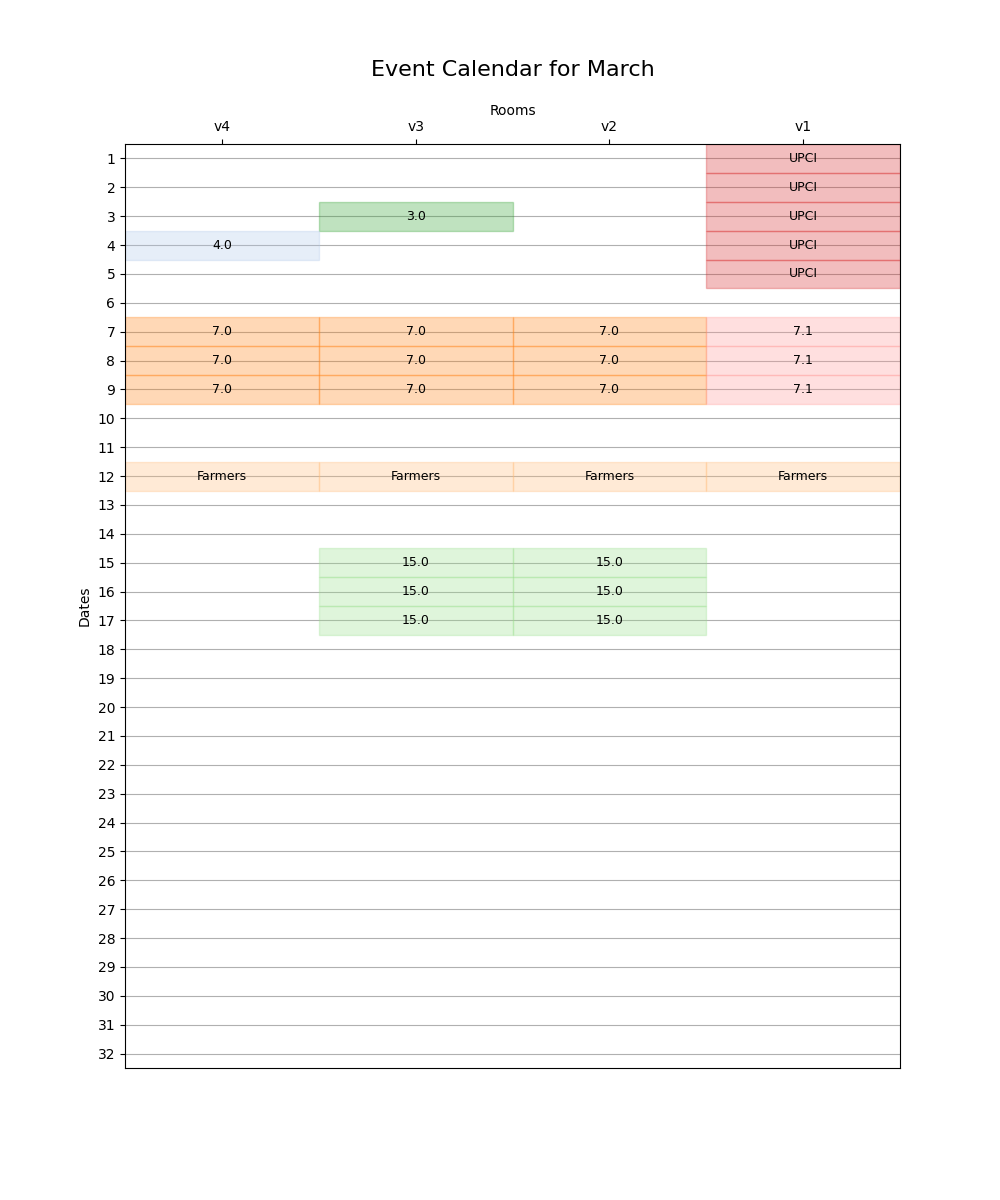 Event Calendar for March
Rooms
v4 v3 v2 v1
1 UPCI
2 UPCI
3 3.0 UPCI
4 4.0 UPCI
5 UPCI
6
7 7.0 7.0 7.0 7.1
8 7.0 7.0 7.0 7.1
9 7.0 7.0 7.0 7.1
10
11
12 Farmers Farmers Farmers Farmers
13
14
15 15.0 15.0
16 15.0 15.0
Dates
17 15.0 15.0
18
19
20
21
22
23
24
25
26
27
28
29
30
31
32